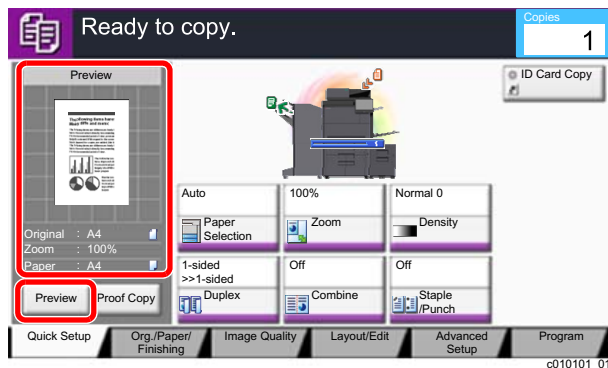 Ready to copy.
Copies
1
Preview
ID Card Copy
Original : A4
Zoom : 100%
Paper : A4
Preview
Proof Copy
Auto
Paper
Selection
100%
Zoom
Normal 0
Density
1-sided
>>1-sided
Duplex
Off
Combine
Off
Staple
/Punch
Quick Setup
Org./Paper/
Finishing
Image Quality
Layout/Edit
Advanced
Setup
Program
c010101_01